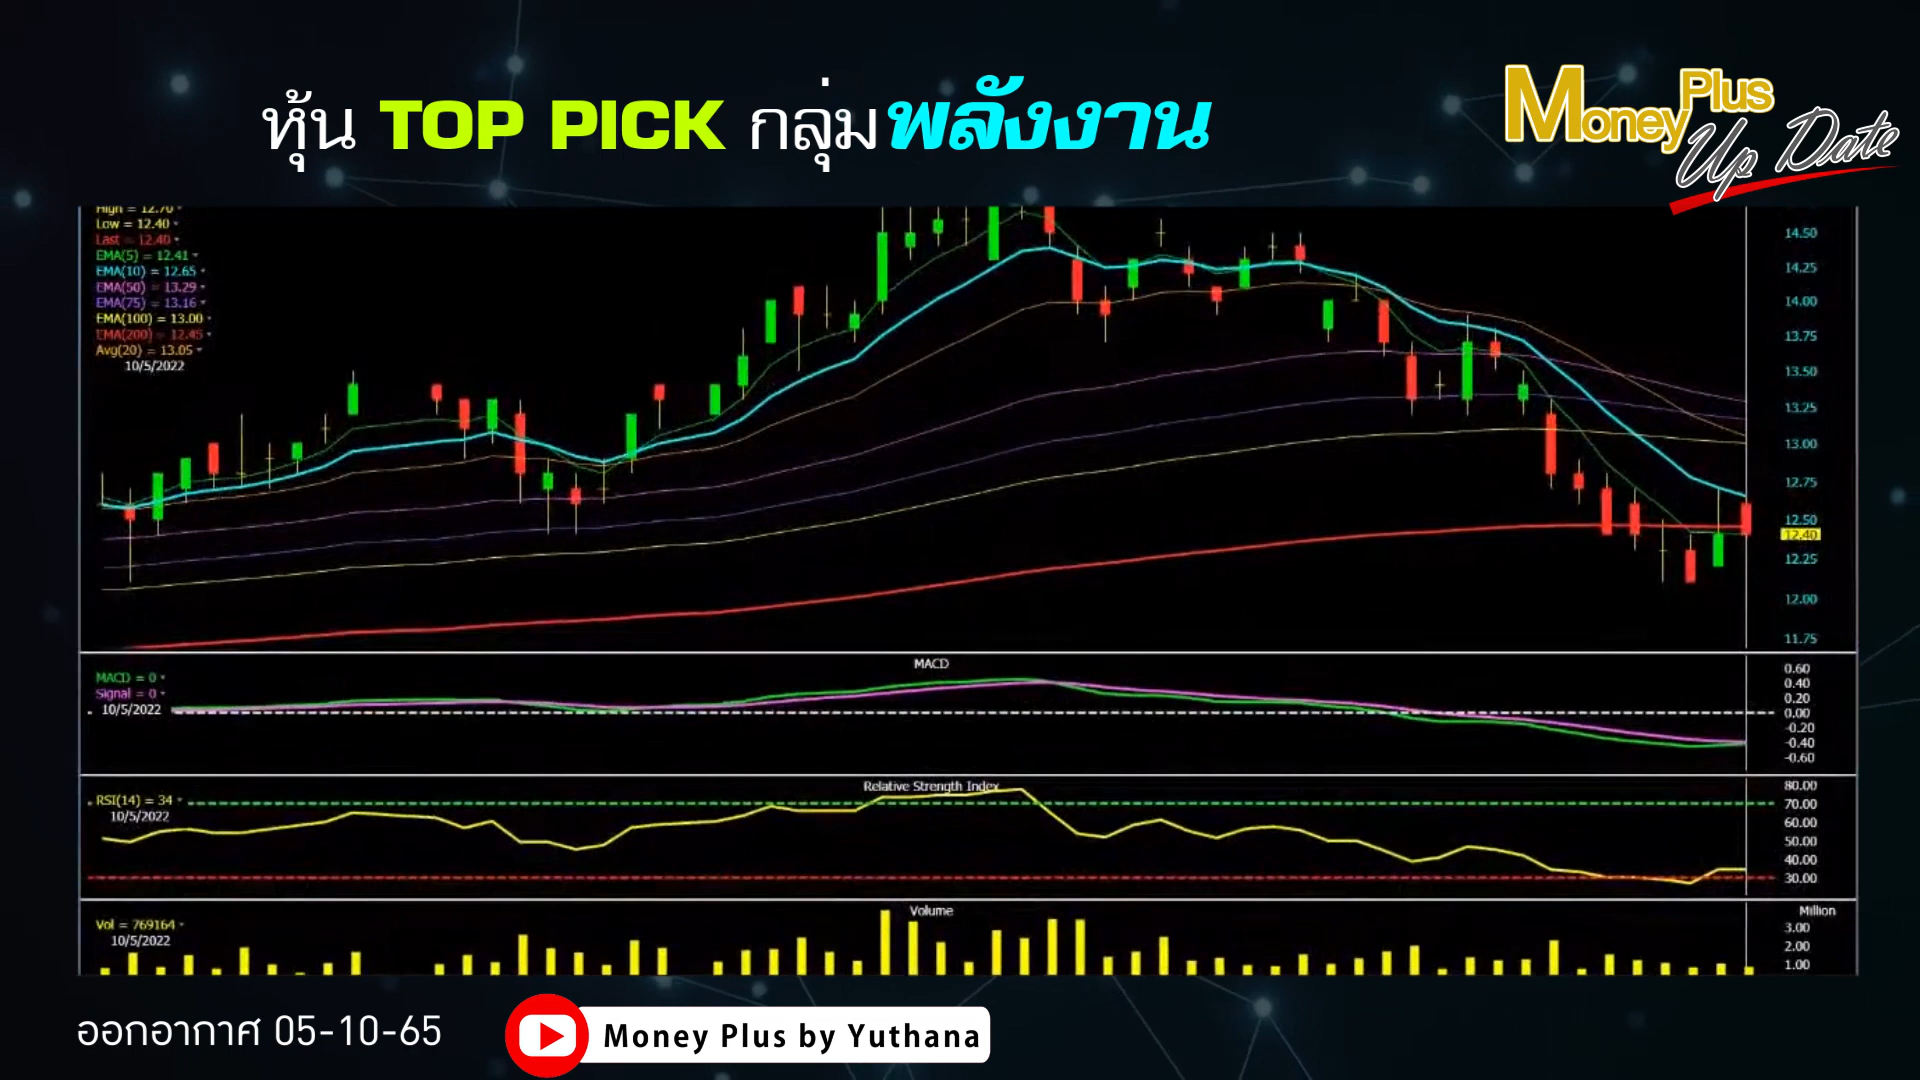 หุ้น TOP PICK กลุ่มพลังงาน
Money Plus
Up Date
High = 12.70
Low = 12.40
Last = 12.40
EMA(5) = 12.41
EMA(10) = 12.65
EMA(50) = 13.29
EMA(75) = 13.16
EMA(100) = 13.00
EMA(200) = 12.45
Avg(20) = 13.05
10/5/2022
14.50
14.25
14.00
13.75
13.50
13.25
13.00
12.75
12.50
12.40
12.25
12.00
11.75
MACD
MACD = 0
Signal = 0
10/5/2022
0.60
0.40
0.20
0.00
-0.20
-0.40
-0.60
Relative Strength Index
RSI(14) = 34
10/5/2022
80.00
70.00
60.00
50.00
40.00
30.00
Volume
Vol = 769164
10/5/2022
Million
3.00
2.00
1.00
ออกอากาศ 05-10-65
Money Plus by Yuthana